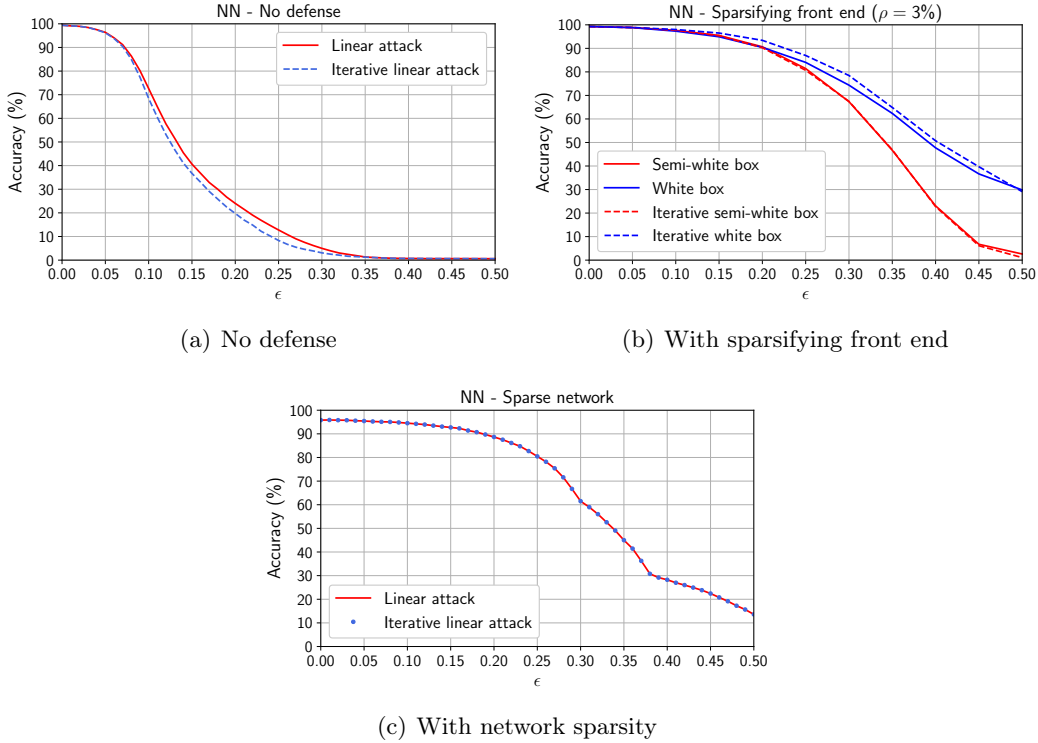 NN - No defense
100
90
80
70
60
50
40
30
20
10
0
Accuracy (%)
Linear attack
Iterative linear attack
0.00 0.05 0.10 0.15 0.20 0.25 0.30 0.35 0.40 0.45 0.50
ϵ
(a) No defense
NN - Sparsifying front end (ρ = 3%)
100
90
80
70
60
50
40
30
20
10
0
Accuracy (%)
Semi-white box
White box
Iterative semi-white box
Iterative white box
0.00 0.05 0.10 0.15 0.20 0.25 0.30 0.35 0.40 0.45 0.50
ϵ
(b) With sparsifying front end
NN - Sparse network
100
90
80
70
60
50
40
30
20
10
0
Accuracy (%)
Linear attack
Iterative linear attack
0.00 0.05 0.10 0.15 0.20 0.25 0.30 0.35 0.40 0.45 0.50
ϵ
(c) With network sparsity